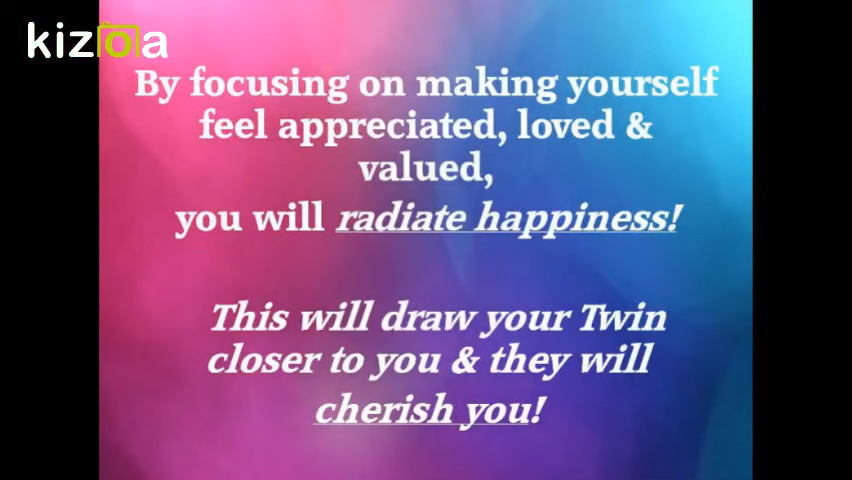 kizoa
By focusing on making yourself
feel appreciated, loved &
valued,
you will radiate happiness!
This will draw your Twin
closer to you & they will
cherish you!